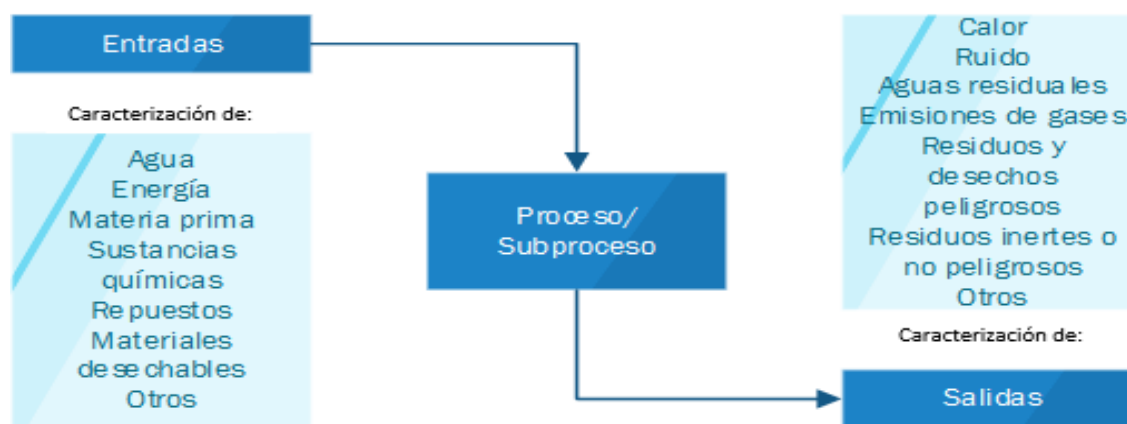 Entradas
Caracterización de:
Agua
Energía
Materia prima
Sustancias
químicas
Repuestos
Materiales
desechables
Otros
Proceso/
Subproceso
Calor
Ruido
Aguas residuales
Emisiones de gases
Residuos y
desechos
peligrosos
Residuos inertes o
no peligrosos
Otros
Caracterización de:
Salidas